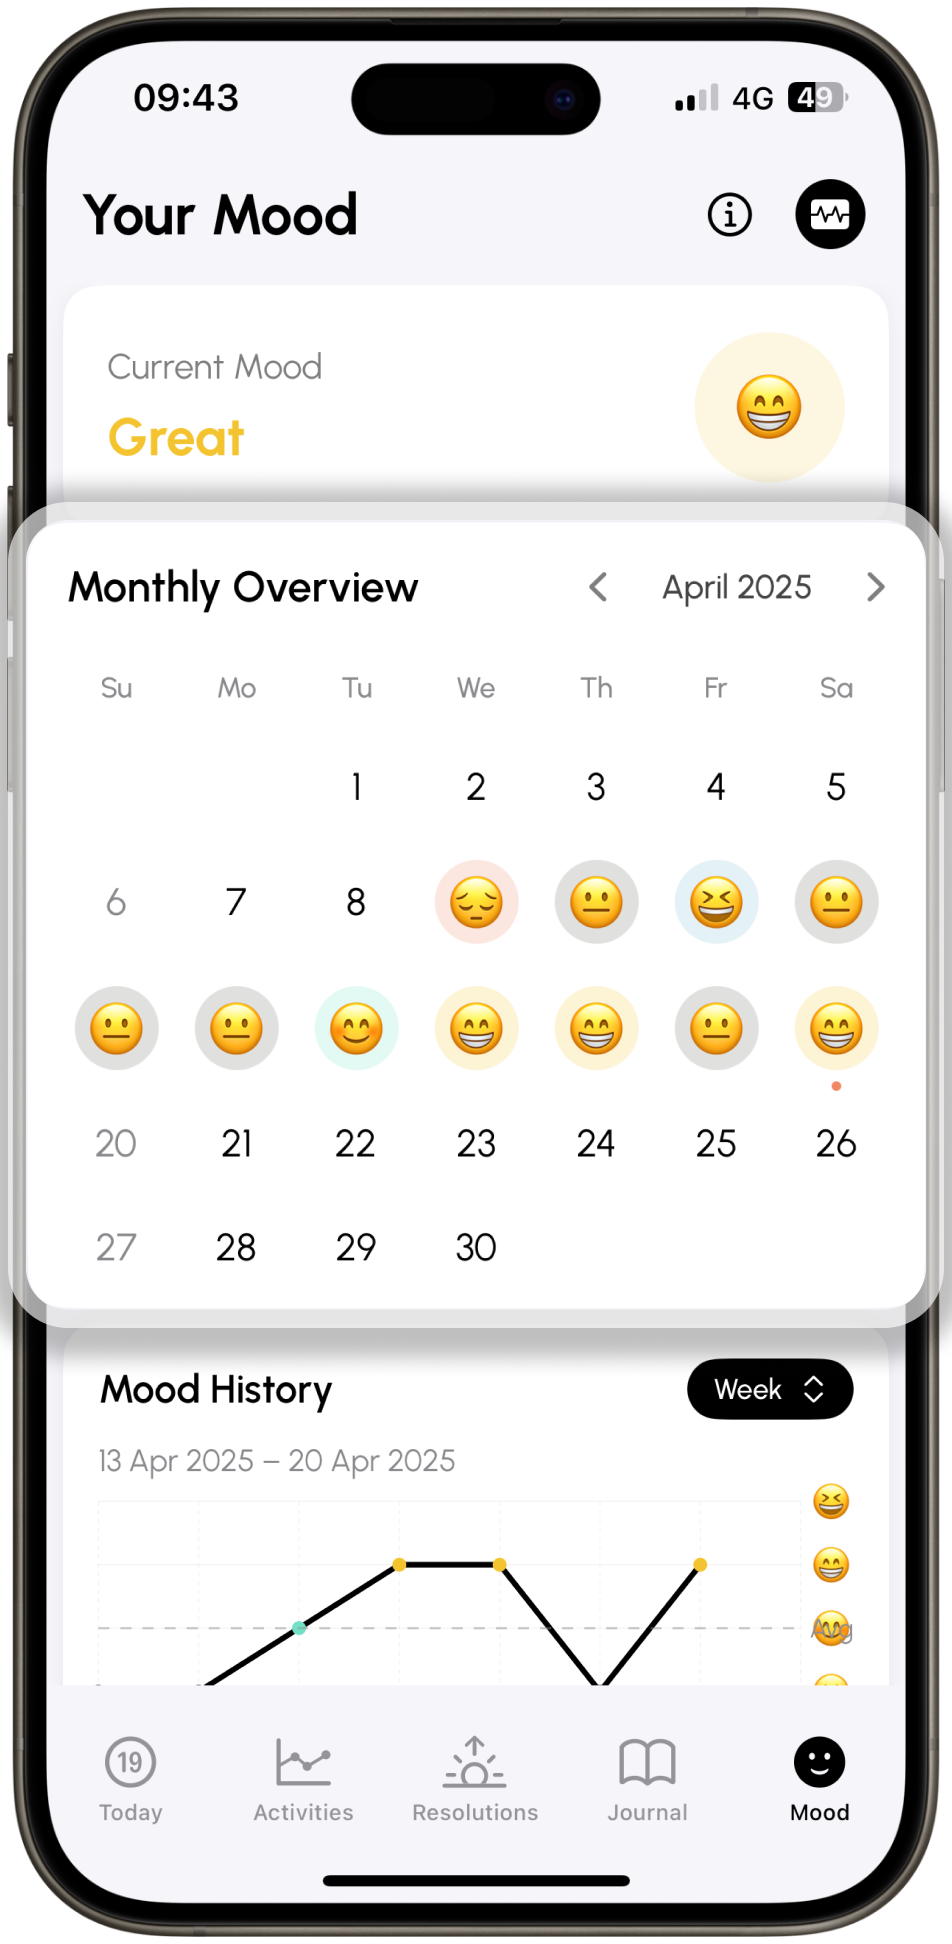 09:43 4G 49
Your Mood
Current Mood
Great
Monthly Overview April 2025
Su Mo Tu We Th Fr Sa
1 2 3 4 5
6 7 8
20 21 22 23 24 25 26
27 28 29 30
Mood History Week
13 Apr 2025 – 20 Apr 2025
Avg
19
Today Activities Resolutions Journal Mood